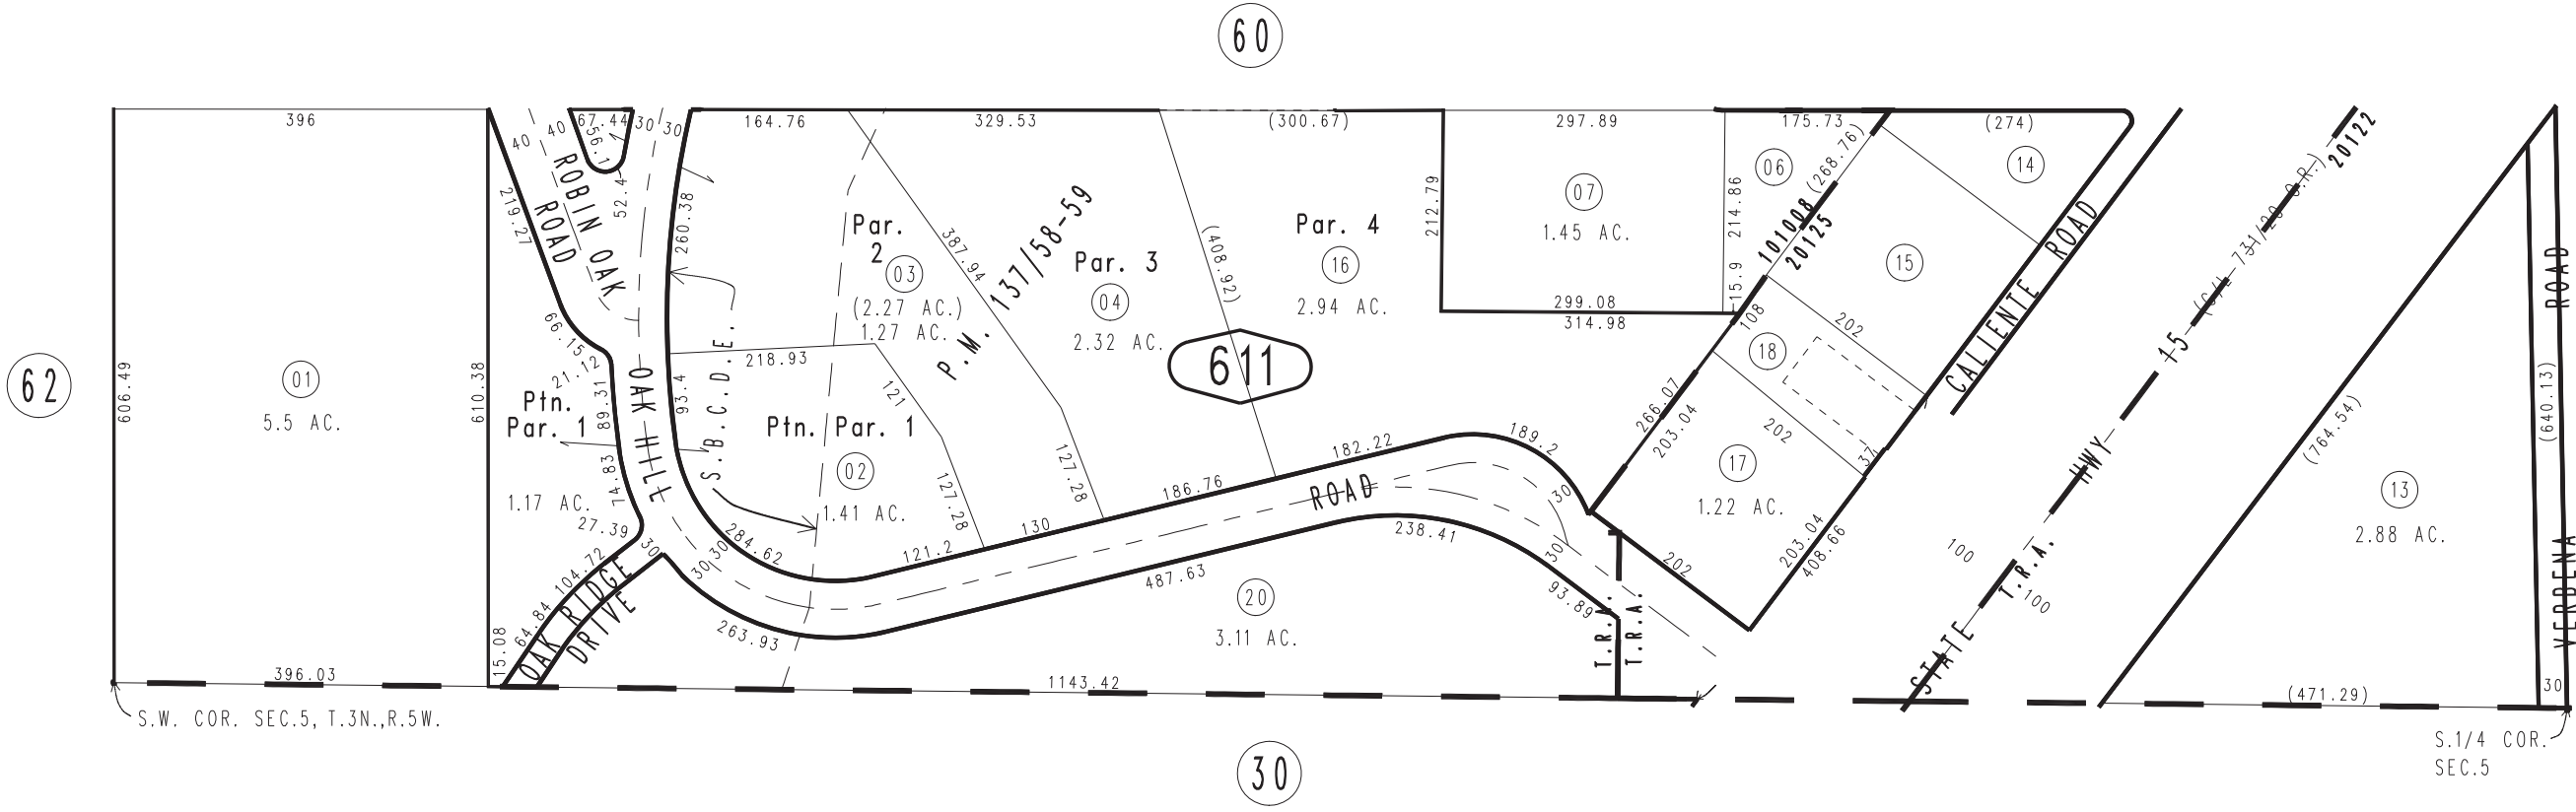 60
396
40
40
67.44
30
30
164.76
329.53
(300.67)
297.89
175.73
(274)
56.1
52.4
ROBIN OAK
ROAD
219.27
260.38
Par.
2
03
(2.27 AC.)
1.27 AC.
387.94
P.M. 137/58-59
Par. 3
04
2.32 AC.
(408.92)
Par. 4
16
2.94 AC.
212.79
07
1.45 AC.
299.08
314.98
214.86
15.9
06
(268.76)
101008
20125
14
15
CALIENTE ROAD
20122
(C/L 731/20 O.R.)
STATE HWY 15
ROAD
VERBENA
62
606.49
01
5.5 AC.
610.38
66.15
21.12
89.31
Ptn.
Par. 1
74.83
1.17 AC.
27.39
OAK HILL
93.4
S.B.C.D.E.
218.93
121
Ptn. Par. 1
02
1.41 AC.
127.28
127.28
611
186.76
182.22
189.2
ROAD
30
266.07
203.04
108
18
202
202
37
17
1.22 AC.
203.04
408.66
202
(764.54)
(640.13)
13
2.88 AC.
104.72
64.84
30
30
30
284.62
121.2
130
238.41
30
487.63
93.89
OAK RIDGE
DRIVE
263.93
20
3.11 AC.
T.R.A.
T.R.A.
T.R.A.
100
100
15.08
396.03
1143.42
(471.29)
30
S.W. COR. SEC.5, T.3N.,R.5W.
S.1/4 COR.
SEC.5
30